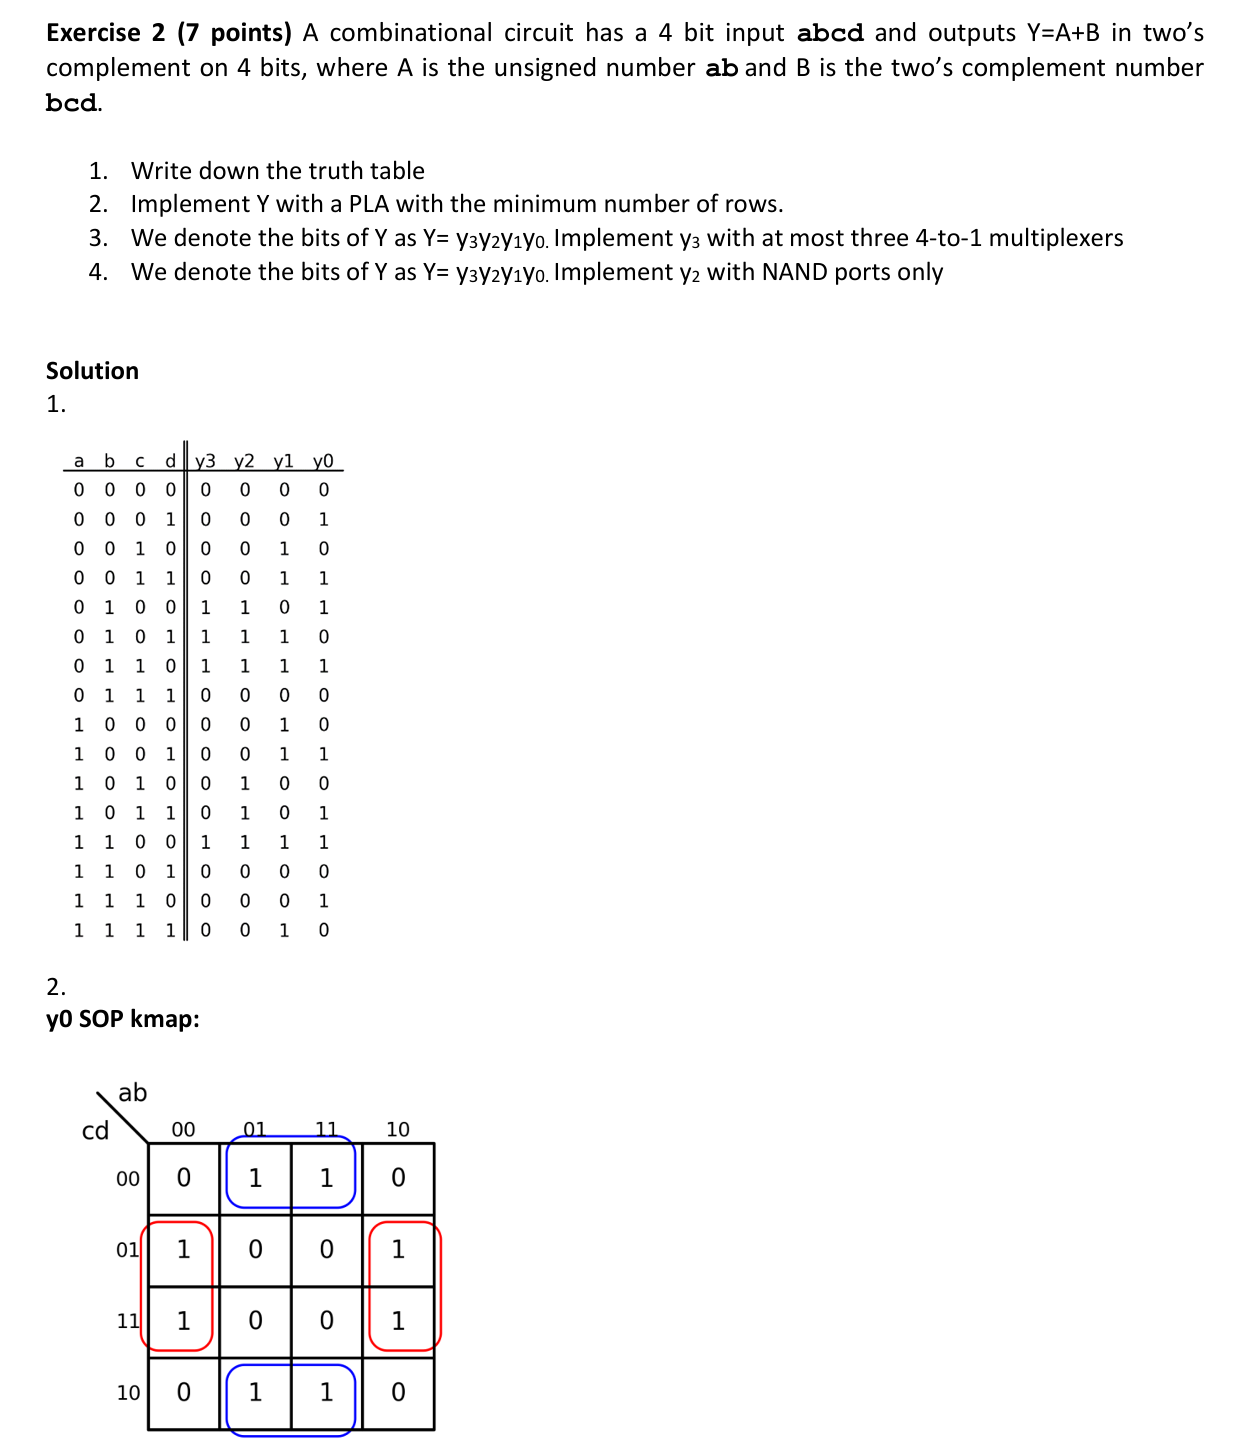 Exercise 2 (7 points) A combinational circuit has a 4 bit input abcd and outputs Y=A+B in two’s
complement on 4 bits, where A is the unsigned number ab and B is the two’s complement number
bcd.
1. Write down the truth table
2. Implement Y with a PLA with the minimum number of rows.
3. We denote the bits of Y as Y= y3y2y1y0. Implement y3 with at most three 4-to-1 multiplexers
4. We denote the bits of Y as Y= y3y2y1y0. Implement y2 with NAND ports only
Solution
1.
a b c d y3 y2 y1 y0
0 0 0 0 0 0 0 0
0 0 0 1 0 0 0 1
0 0 1 0 0 0 1 0
0 0 1 1 0 0 1 1
0 1 0 0 1 1 0 1
0 1 0 1 1 1 1 0
0 1 1 0 1 1 1 1
0 1 1 1 0 0 0 0
1 0 0 0 0 0 1 0
1 0 0 1 0 0 1 1
1 0 1 0 0 1 0 0
1 0 1 1 0 1 0 1
1 1 0 0 1 1 1 1
1 1 0 1 0 0 0 0
1 1 1 0 0 0 0 1
1 1 1 1 0 0 1 0
2.
y0 SOP kmap:
ab
cd 00 01 11 10
00 0 1 1 0
01 1 0 0 1
11 1 0 0 1
10 0 1 1 0